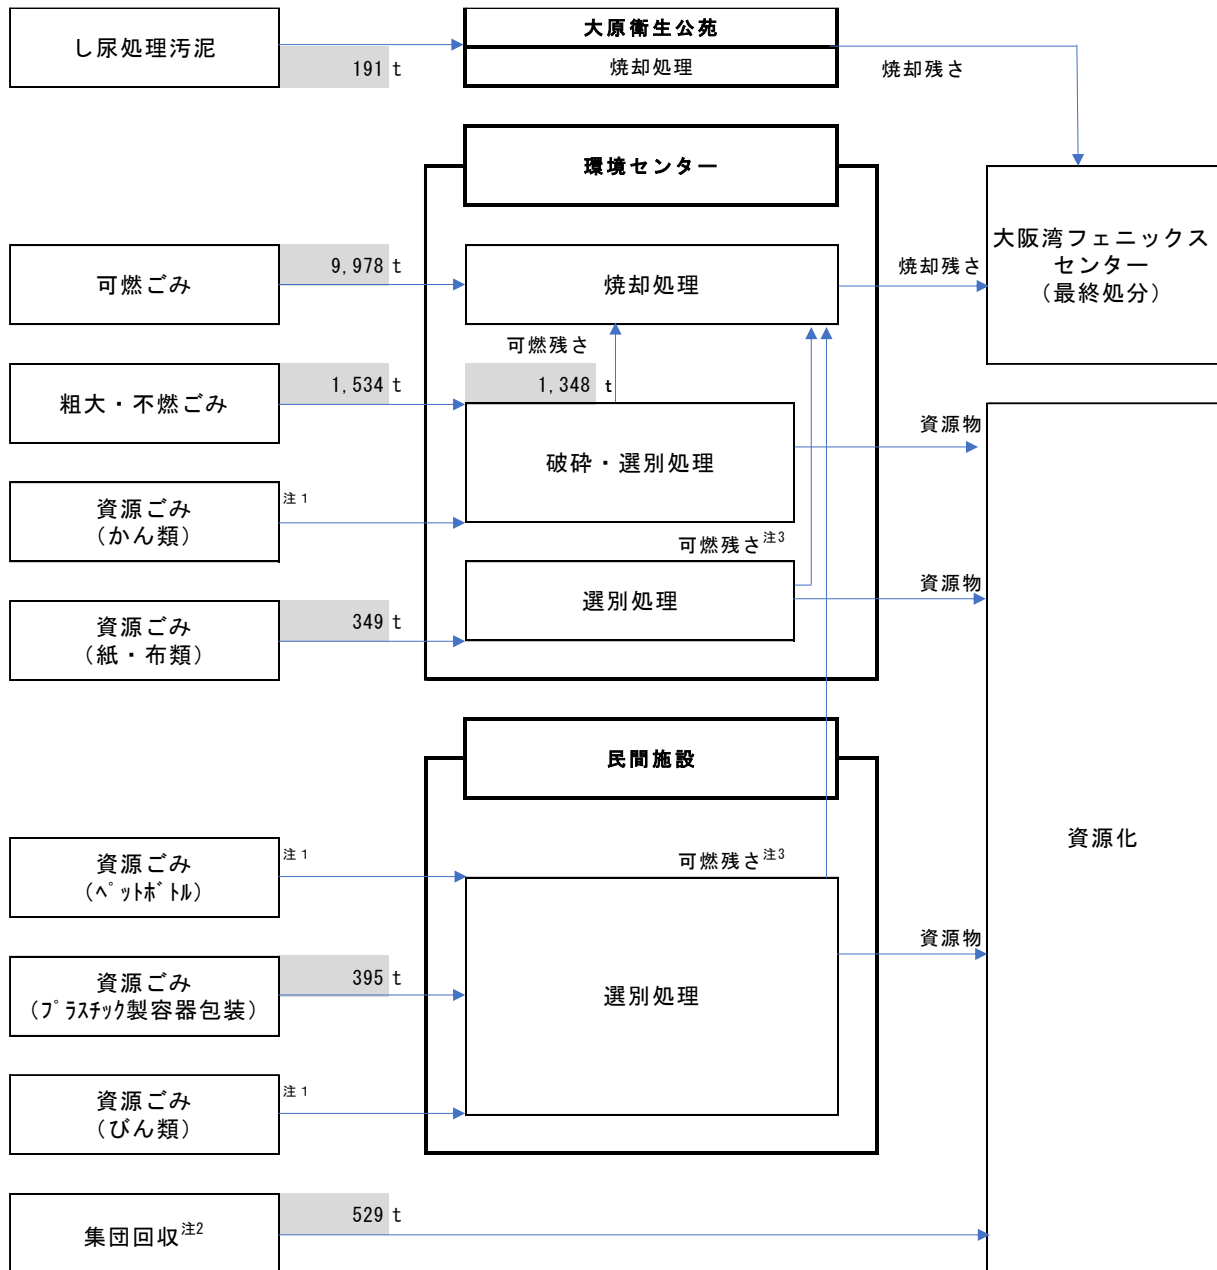 し尿処理汚泥
191 t
大原衛生公苑
焼却処理
焼却残さ
環境センター
可燃ごみ
9,978 t
焼却処理
焼却残さ
大阪湾フェニックス
センター
（最終処分）
可燃残さ
粗大・不燃ごみ
1,534 t
1,348 t
破砕・選別処理
資源物
資源ごみ
（かん類）
注１
可燃残さ注3
選別処理
資源物
資源ごみ
（紙・布類）
349 t
民間施設
資源化
資源ごみ
（ﾍﾟｯﾄﾎﾞﾄﾙ）
注１
可燃残さ注3
選別処理
資源物
資源ごみ
（ﾌﾟﾗｽﾁｯｸ製容器包装）
395 t
資源ごみ
（びん類）
注１
集団回収注2
529 t